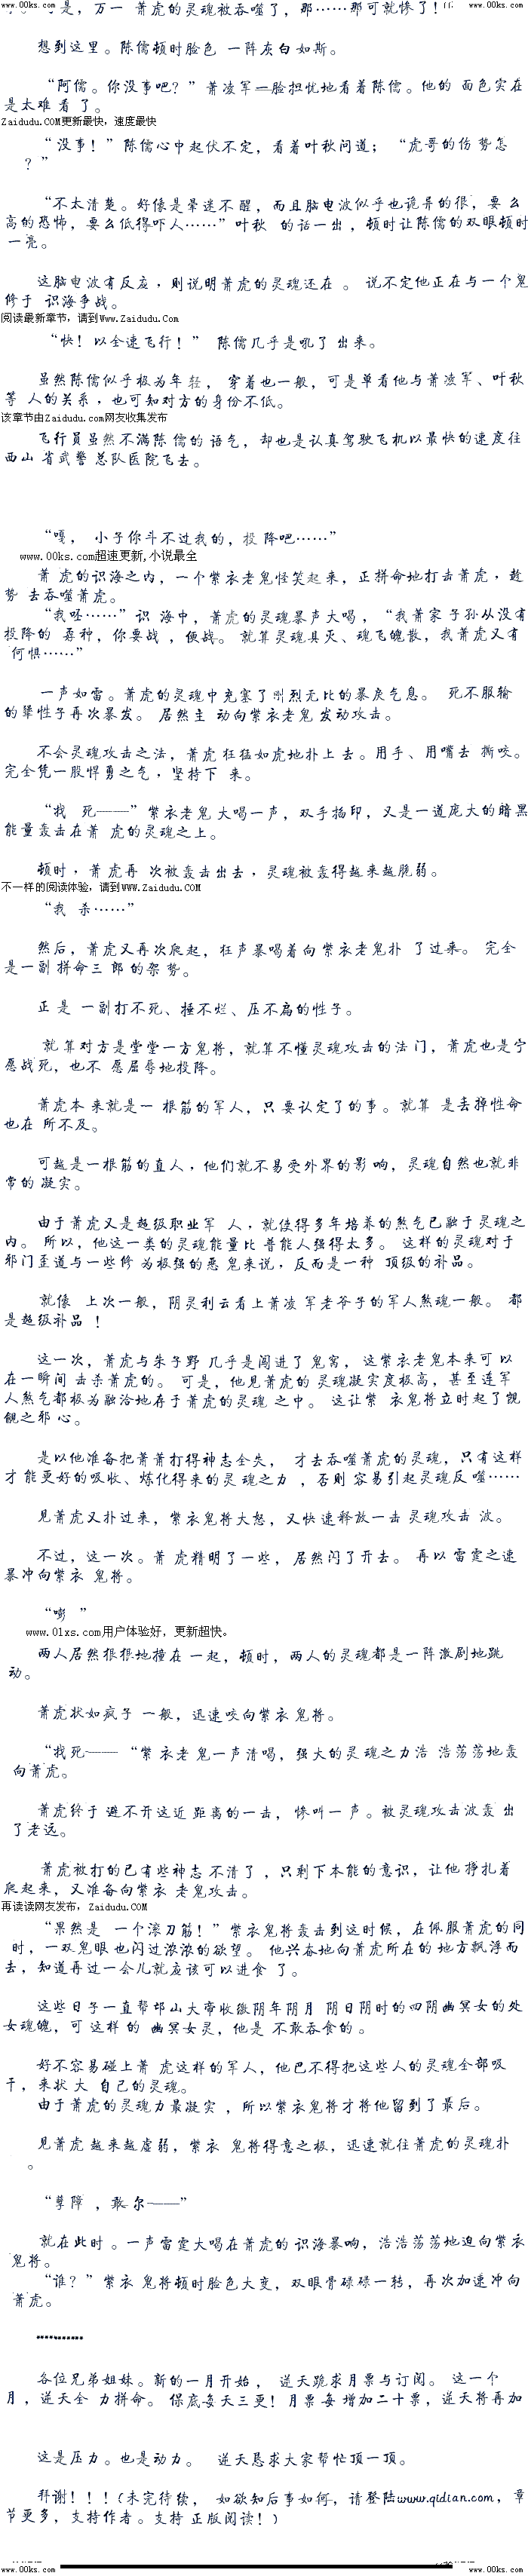 www.00ks.com www.00ks.com
可是，万一 萧虎的灵魂被吞噬了，那……那可就惨了！
想到这里。陈儒顿时脸色 一阵灰白如斯。
“阿儒。你没事吧？”萧凌军一脸担忧地看着陈儒。他的 面色实在
是太难 看 了。
Zaidudu.COM更新最快，速度最快
“没事！”陈儒心中起伏不定，看着叶秋问道；“虎哥的伤 势怎
？”
“不太清楚。好像是晕迷不醒，而且脑电波似乎也诡异的很，要 么
高的恐怖，要么低得吓人……”叶秋 的话一出，顿时让陈儒的双眼顿时
一亮。
这脑电波有反应，则说明萧虎的灵魂还在 。 说不定他正在与一个鬼
修于 识海争战。
阅读最新章节，请到Www.Zaidudu.Com
“快！以全速飞行！” 陈儒几乎是吼了 出来。
虽然陈儒似乎极为年 轻， 穿着也一般，可是单看他与萧凌军、叶秋
等 人的关系，也可知对方的身份不低。
该章节由Zaidudu.com网友收集发布
飞行员虽然不满陈 儒的 语气，却也是认真驾驶飞机以最快的速度往
西山 省武警 总队医院飞去。
“嘎， 小子你斗不过我的，投 降吧……”
www.00ks.com超速更新,小说最全
萧 虎的识海之内，一个紫衣老鬼怪笑起 来，正拼命地打击萧虎，趁
势 去吞噬萧虎。
“我呸……”识 海中，萧虎的灵魂暴声大喝，“我萧家 子孙从没有
投降的 孬种，你要战 ，便战。 就算灵魂具灭、魂飞魄散，我萧虎又有
何惧……”
一声如雷。萧虎的灵魂中充塞了刚烈无比的暴戾气息。 死不服输
的犟性子再次暴发。 居然主 动向紫衣老鬼 发动攻击。
不会灵魂攻击之法，萧虎 狂猛如虎地扑上 去。用手、用嘴去 撕咬。
完全凭一股悍勇之气，坚持下 来。
“找 死——”紫衣老鬼 大喝一声，双手掐印，又是一道庞大的暗黑
能量轰击在萧 虎的灵魂之上。
顿时，萧虎再 次被轰击出去，灵魂被轰得越来越脆弱。
不一样的阅读体验，请到WWW.Zaidudu.COM
“我 杀……”
然后，萧虎又再次爬起，狂声暴喝着向紫衣老鬼扑 了过来。 完全
是一副 拼命三 郎 的架 势。
正是 一副打不死、捶不烂、压不扁的性子。
就 算对方是堂堂一方鬼将，就算不懂灵魂攻击的法门，萧虎也是宁
愿战死，也不 愿屈辱地投降。
萧虎本 来就是一 根筋的军人，只 要认定了的事。就算 是丢掉性命
也在 所不及。
可越是一根筋的直人，他们就不易受外界的影 响，灵魂自然也就非
常的 凝实。
由于萧虎又是超级职业军 人，就使得多年培养的煞气已融于灵魂之
内。 所以，他这一类的灵魂能量比 普能人强得太多。 这样的灵魂对于
邪门歪道与一些修 为极强的恶 鬼来说，反而是一种 顶级的补品。
就像 上次一般，阴灵利云看上萧凌 军老爷子的军人煞魂一般。 都
是超级补品 ！
这一次，萧虎与朱子野 几乎是闯进了 鬼窝， 这紫衣老鬼本来可 以
在一瞬间 击杀萧虎的。 可是，他见萧虎的 灵魂凝实度极高，甚至连军
人煞气都极为融洽地存于萧虎的灵魂 之中。 这让紫 衣鬼将立时起了觊
觎之邪 心。
是以他准备把萧萧打得神志全失， 才去吞噬萧虎的灵魂，只有这样
才 能更好的吸收、炼化得来的灵魂之力 ，否则 容易引起灵魂反 噬……
见萧虎又扑过来，紫衣鬼将大怒，又快 速释放一击 灵魂攻击 波。
不过，这一次。萧 虎精明了一些，居然闪了开去。 再以 雷霆之速
暴冲向紫衣 鬼将。
“嘭 ”
www.01xs.com用户体验好，更新超快。
两人居然狠狠地撞在 一起，顿时，两人的灵魂都是一阵激剧地跳
动。
萧虎状如疯子 一般，迅速咬向紫衣 鬼将。
“找死—— “紫衣老 鬼一声清喝，强大的灵 魂之力浩 浩荡荡地轰
向萧虎。
萧虎终于 避不开这近 距离的一击，惨叫 一声 。被灵魂攻击波轰 出
了老远。
萧虎被打的已有些神志 不清了，只剩下本能的意识，让他 挣扎着
爬起来，又准备向紫衣 老鬼攻击。
再读读网友发布，Zaidudu.COM
“果然是 一个滚刀筋！”紫衣鬼将轰击到这时候，在佩服萧虎的同
时，一双鬼眼 也闪过浓浓的欲望。 他兴奋地向萧虎所在的 地方飘浮而
去，知道再过一会儿就应该可以进食 了。
这些日子一直帮邙山大帝收徽阴年阴月 阴日阴时的四阴幽冥女的处
女魂魄，可 这样 的 幽冥女灵，他是 不敢吞食的 。
好不容易碰上萧 虎这样的军人，他巴不得把这些人的灵魂全部吸
干，来状大 自己的灵魂。
由于萧虎的灵魂力最凝实 ，所以紫衣鬼将才将他留到了最后。
见萧虎 越来越虚弱，紫衣 鬼将得意之极，迅速就往萧虎的灵魂扑
。
“孽障 ，敢尔——”
就在此时 。一声雷霆大喝在萧虎的 识海暴响，浩浩荡荡地迫向紫衣
鬼将。
“谁？”紫衣 鬼将顿时脸色大变，双眼骨碌碌一转，再次加速冲向
萧虎。
…………
各位兄弟姐妹。新的一月开始， 逆天跪求月票与订阅。 这一个
月，逆天全 力拼命。 保底每天三更！月票每 增加二十票，逆天将再加
这是压力。也是动力。 逆天恳求大家帮忙顶一顶。
拜谢！！！(未完待续， 如欲知后事如何，请登陆www.qidian.com，章
节更多，支持作者。支持 正版阅读！)
www.00ks.com www.00ks.com